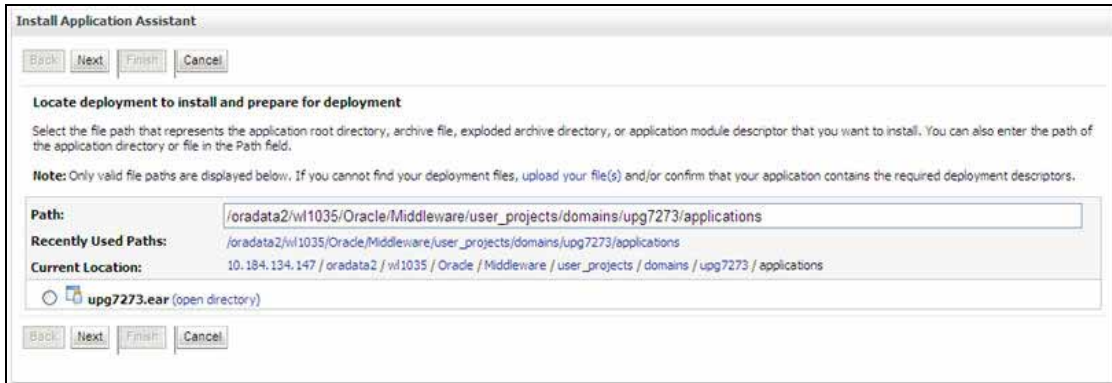 Install Application Assistant
Back Next Finish Cancel
Locate deployment to install and prepare for deployment
Select the file path that represents the application root directory, archive file, exploded archive directory, or application module descriptor that you want to install. You can also enter the path of
the application directory or file in the Path field.
Note: Only valid file paths are displayed below. If you cannot find your deployment files, upload your file(s) and/or confirm that your application contains the required deployment descriptors.
Path: /oradata2/wl1035/Oracle/Middleware/user_projects/domains/upg7273/applications
Recently Used Paths: /oradata2/wl1035/Oracle/Middleware/user_projects/domains/upg7273/applications
Current Location: 10.184.134.147 / oradata2 / wl1035 / Oracle / Middleware / user_projects / domains / upg7273 / applications
upg7273.ear (open directory)
Back Next Finish Cancel